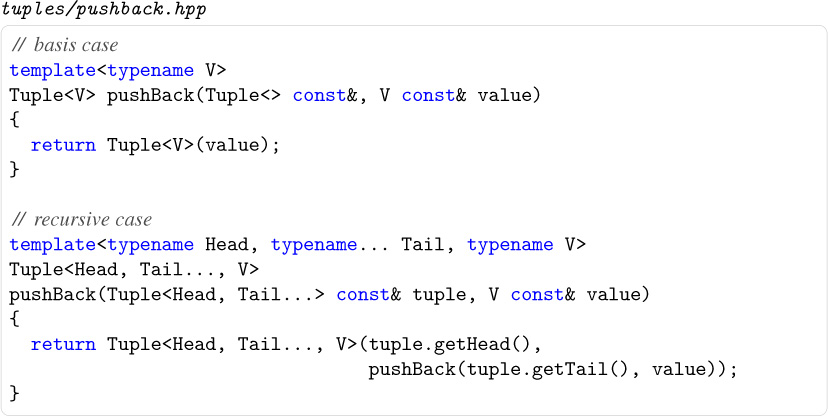 tuples/pushback.hpp
// basis case
template<typename V>
Tuple<V> pushBack(Tuple<> const&, V const& value)
{
  return Tuple<V>(value);
}
// recursive case
template<typename Head, typename... Tail, typename V>
Tuple<Head, Tail..., V>
pushBack(Tuple<Head, Tail...> const& tuple, V const& value)
{
  return Tuple<Head, Tail..., V>(tuple.getHead(),
                                 pushBack(tuple.getTail(), value));
}